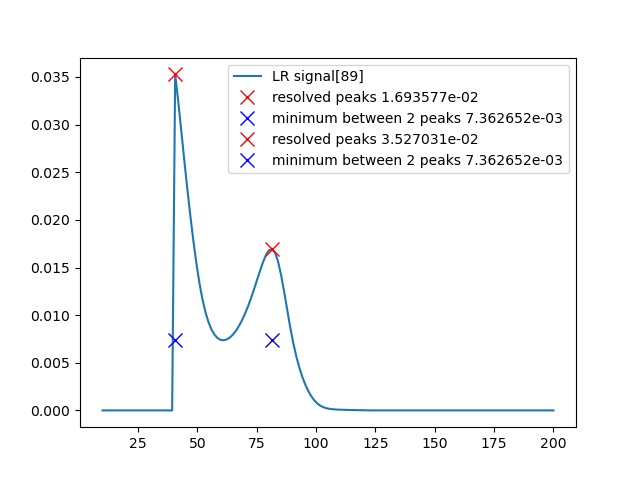 LR signal[89]
resolved peaks 1.693577e-02
minimum between 2 peaks 7.362652e-03
resolved peaks 3.527031e-02
minimum between 2 peaks 7.362652e-03
0.035
0.030
0.025
0.020
0.015
0.010
0.005
0.000
25 50 75 100 125 150 175 200